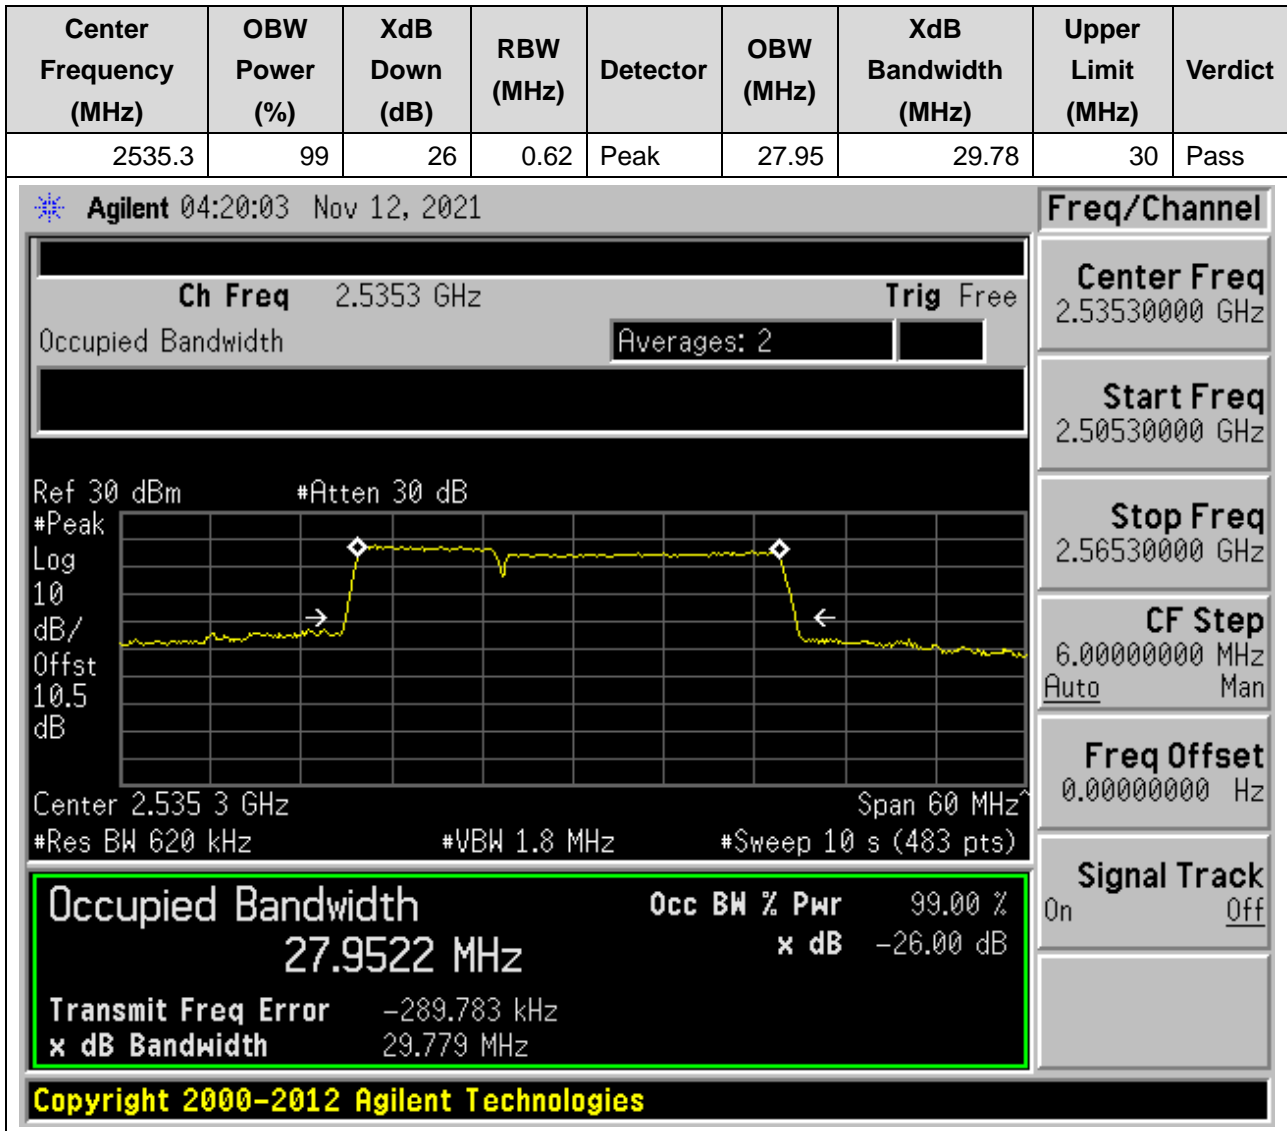 Center Frequency (MHz) OBW Power (%) XdB Down (dB) RBW (MHz) Detector OBW (MHz) XdB Bandwidth (MHz) Upper Limit (MHz) Verdict
2535.3 99 26 0.62 Peak 27.95 29.78 30 Pass
Agilent 04:20:03 Nov 12, 2021
Freq/Channel
Ch Freq 2.5353 GHz Trig Free
Occupied Bandwidth Averages: 2
Center Freq
2.53530000 GHz
Start Freq
2.50530000 GHz
Stop Freq
2.56530000 GHz
CF Step
6.00000000 MHz
Auto Man
Freq Offset
0.00000000 Hz
Signal Track
On Off
Ref 30 dBm #Atten 30 dB
#Peak
Log
10
dB/
Offst
10.5
dB
Center 2.535 3 GHz Span 60 MHz^
#Res BW 620 kHz #VBW 1.8 MHz #Sweep 10 s (483 pts)
Occupied Bandwidth Occ BW % Pwr 99.00 %
27.9522 MHz x dB -26.00 dB
Transmit Freq Error -289.783 kHz
x dB Bandwidth 29.779 MHz
Copyright 2000-2012 Agilent Technologies